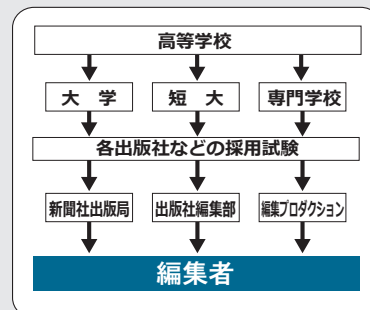 高等学校
大学 短大 専門学校
各出版社などの採用試験
新聞社出版局 出版社編集部 編集プロダクション
編集者